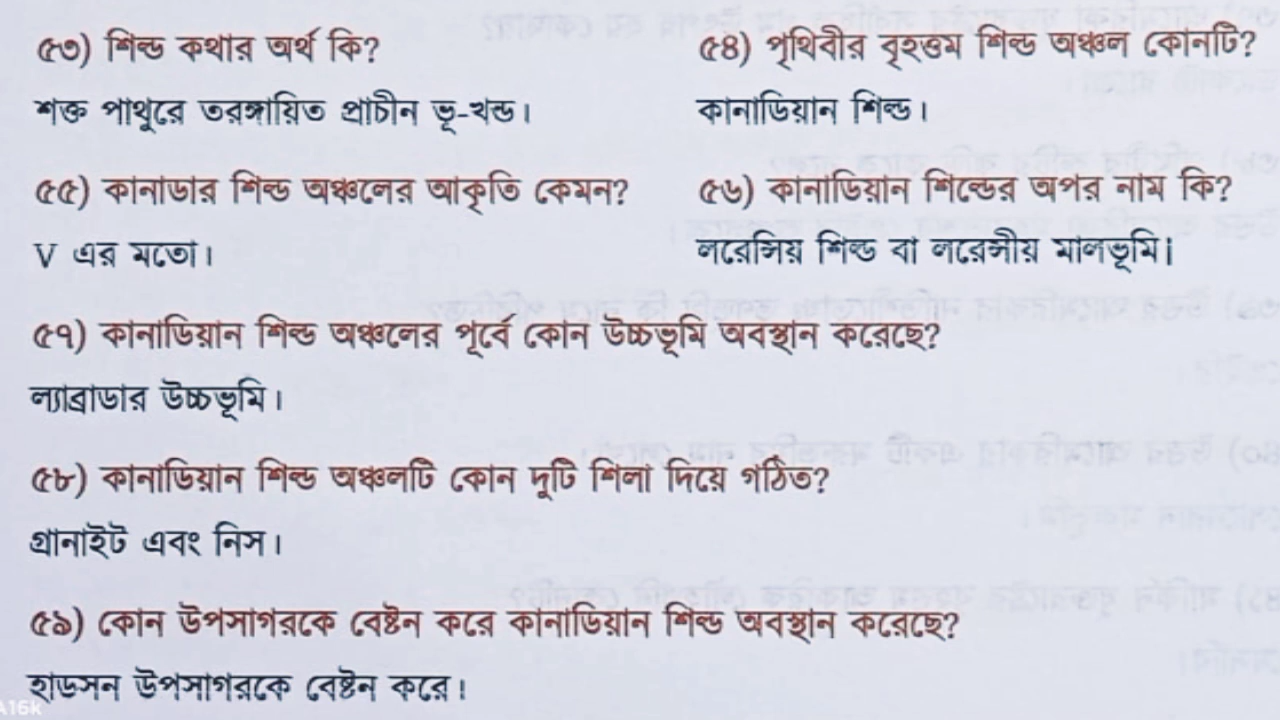 ৫৩) শিল্ড কথার অর্থ কি?
শক্ত পাথুরে তরঙ্গায়িত প্রাচীন ভূ-খন্ড।
৫৪) পৃথিবীর বৃহত্তম শিল্ড অঞ্চল কোনটি?
কানাডিয়ান শিল্ড।
৫৫) কানাডার শিল্ড অঞ্চলের আকৃতি কেমন?
V এর মতো।
৫৬) কানাডিয়ান শিল্ডের অপর নাম কি?
লরেন্সিয় শিল্ড বা লরেন্সীয় মালভূমি|
৫৭) কানাডিয়ান শিল্ড অঞ্চলের পূর্বে কোন উচ্চভূমি অবস্থান করেছে?
ল্যাব্রাডার উচ্চভূমি।
৫৮) কানাডিয়ান শিল্ড অঞ্চলটি কোন দুটি শিলা দিয়ে গঠিত?
গ্রানাইট এবং নিস।
৫৯) কোন উপসাগরকে বেষ্টন করে কানাডিয়ান শিল্ড অবস্থান করেছে?
হাডসন উপসাগরকে বেষ্টন করে।
A16k